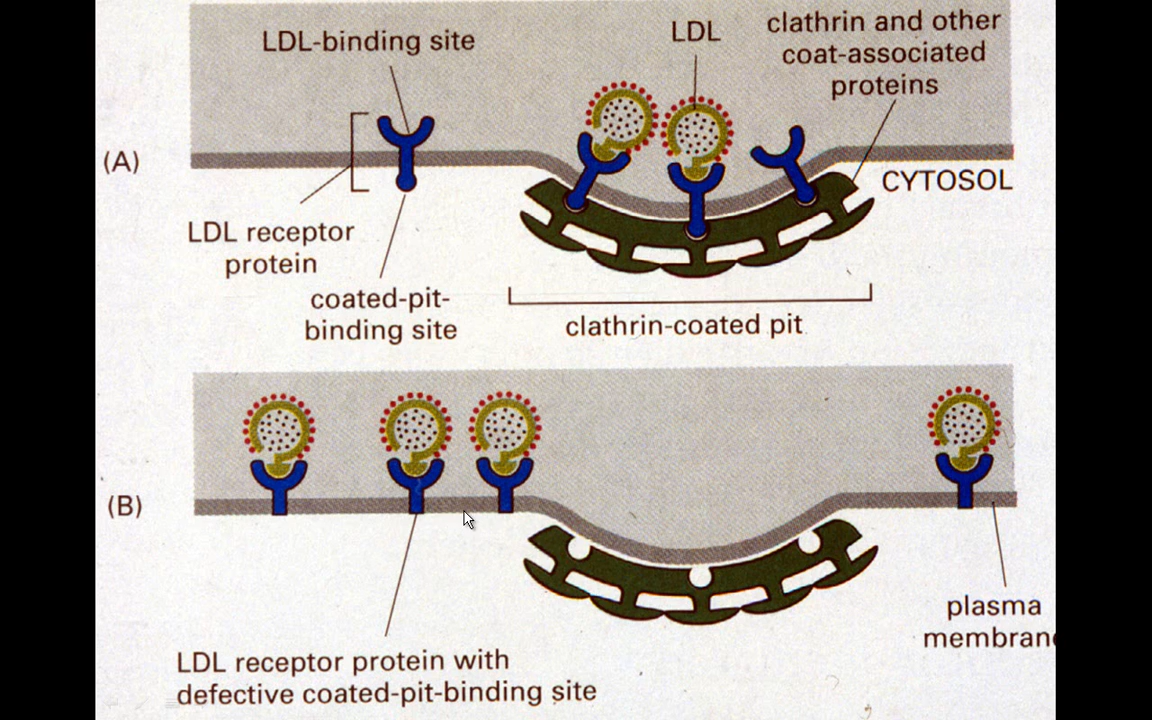 LDL-binding site
LDL
clathrin and other
coat-associated
proteins
(A)
CYTOSOL
LDL receptor
protein
coated-pit-
binding site
clathrin-coated pit
(B)
plasma
membran
LDL receptor protein with
defective coated-pit-binding site